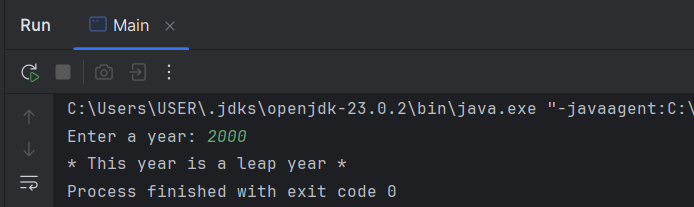 Run Main
C:\Users\USER\.jdks\openjdk-23.0.2\bin\java.exe "-javaagent:C:\
Enter a year: 2000
* This year is a leap year *
Process finished with exit code 0